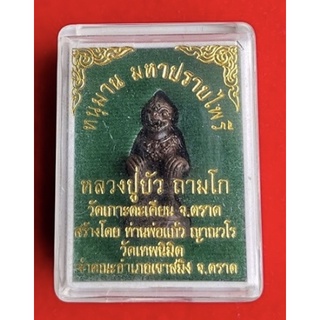 หนุมาน มหาปราบไพรี
หลวงปู่บัว ถามโก
วัดเกาะตะเคียน จ.ตราด
สร้างโดย ท่านพ่อแก้ว ญาณวโร
วัดเทพนิมิต
จ้าคณะอำเภอเขาสมิง จ.ตราด